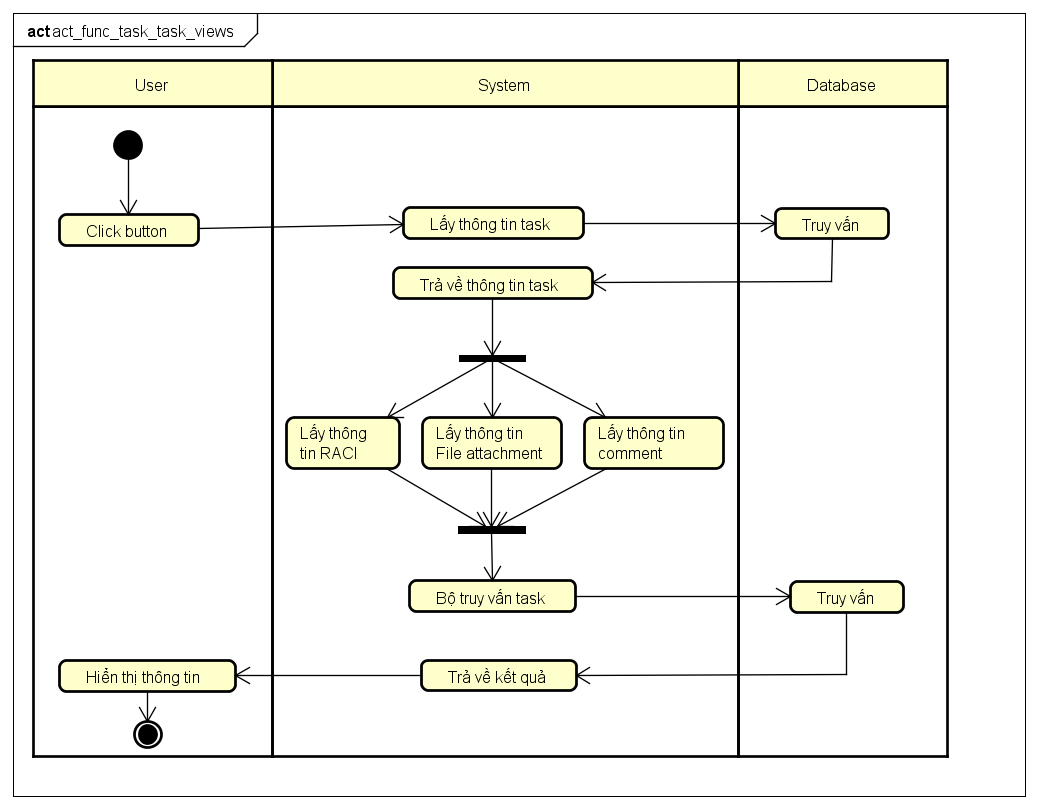 act act_func_task_task_views
User
System
Database
Click button
Lấy thông tin task
Truy vấn
Trả về thông tin task
Lấy thông
tin RACI
Lấy thông tin
File attachment
Lấy thông tin
comment
Bộ truy vấn task
Truy vấn
Hiển thị thông tin
Trả về kết quả